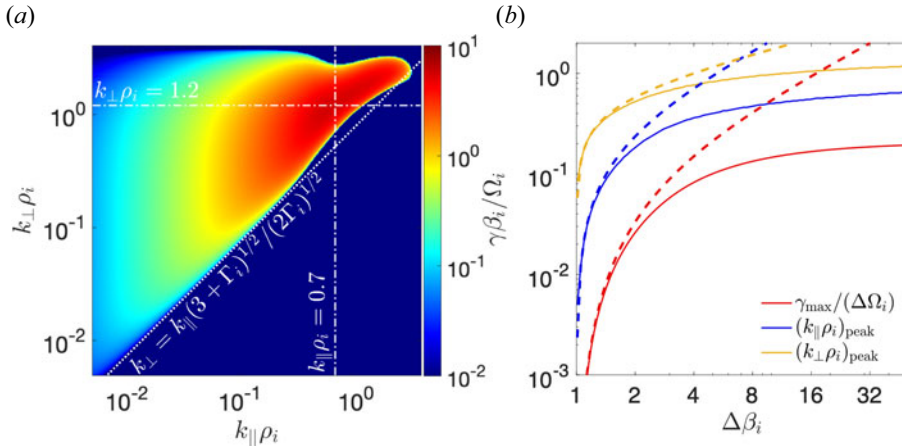 (a)
(b)
k⊥ρi = 1.2
k⊥ = k∥(3 + Γi)^1/2/(2Γi)^1/2
k∥ρi = 0.7
k⊥ρi
10^0
10^-1
10^-2
10^-2
10^-1
10^0
k∥ρi
10^1
10^0
10^-1
10^-2
γβi/Ωi
10^0
10^-1
10^-2
10^-3
1
2
4
8
16
32
Δβi
γmax/(ΔΩi)
(k∥ρi)peak
(k⊥ρi)peak